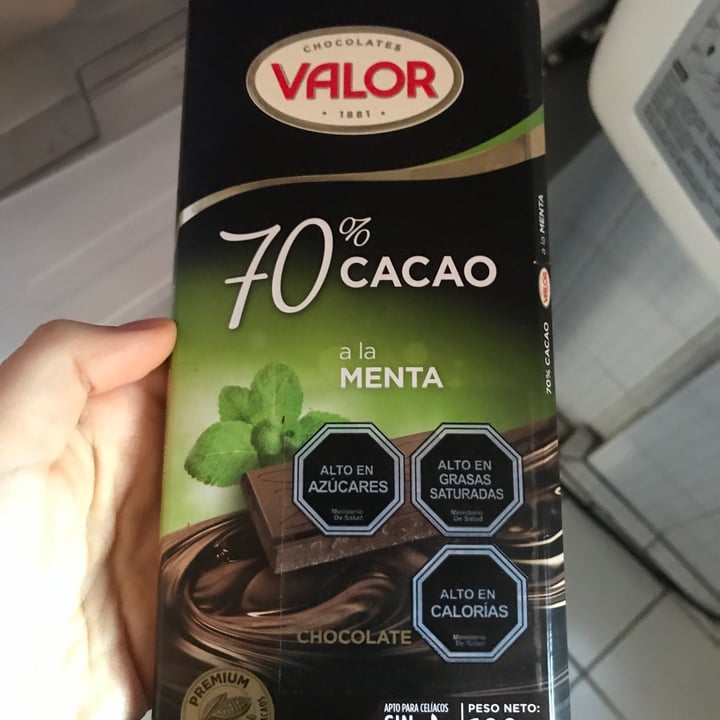 CHOCOLATES
VALOR
1881
70% CACAO
a la
MENTA
a la MENTA
VALOR
70% CACAO
ALTO EN
AZÚCARES
Ministerio
De Salud
ALTO EN
GRASAS
SATURADAS
Ministerio
De Salud
ALTO EN
CALORÍAS
Ministerio
De Salud
CHOCOLATE
PREMIUM
APTO PARA CELÍACOS
SIN
PESO NETO: